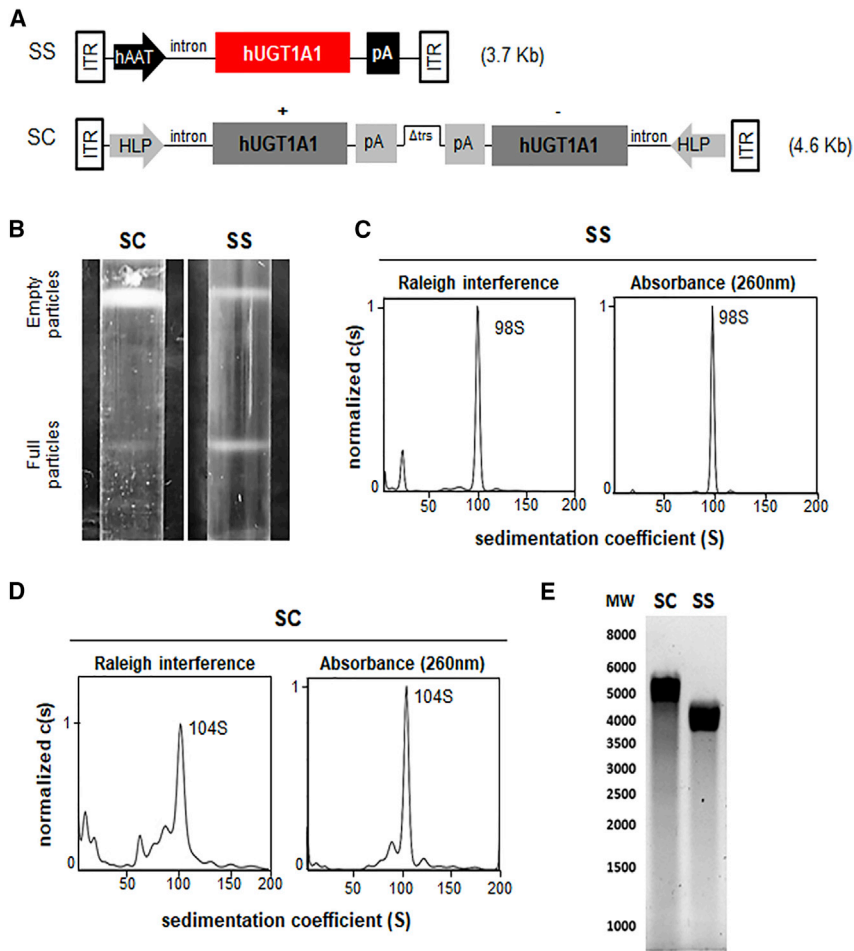 A
SS ITR hAAT intron hUGT1A1 pA ITR (3.7 Kb)
+ -
SC ITR HLP intron hUGT1A1 pA Δtrs pA hUGT1A1 intron HLP ITR (4.6 Kb)
B
SC SS
Empty particles
Full particles
C
SS
Raleigh interference Absorbance (260nm)
normalized c(s)
1 98S 1 98S
0 0
50 100 150 200 50 100 150 200
sedimentation coefficient (S)
D
SC
Raleigh interference Absorbance (260nm)
normalized c(s)
1 104S 1 104S
0 0
50 100 150 200 50 100 150 200
sedimentation coefficient (S)
E
MW SC SS
8000
6000
5000
4000
3500
3000
2500
2000
1500
1000